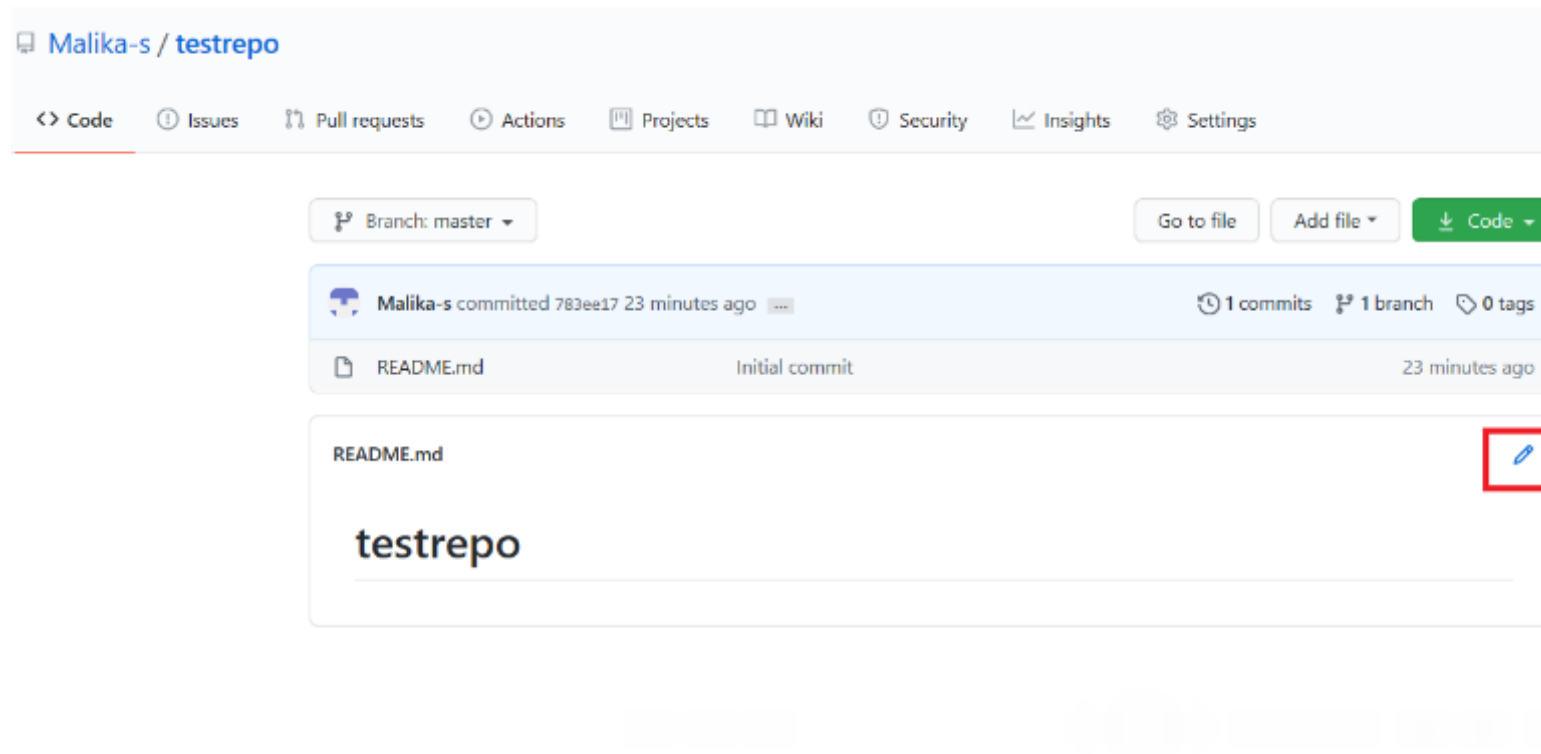 Malika-s / testrepo
<> Code Issues Pull requests Actions Projects Wiki Security Insights Settings
Branch: master Go to file Add file Code
Malika-s committed 783ee17 23 minutes ago ... 1 commits 1 branch 0 tags
README.md Initial commit 23 minutes ago
README.md
testrepo